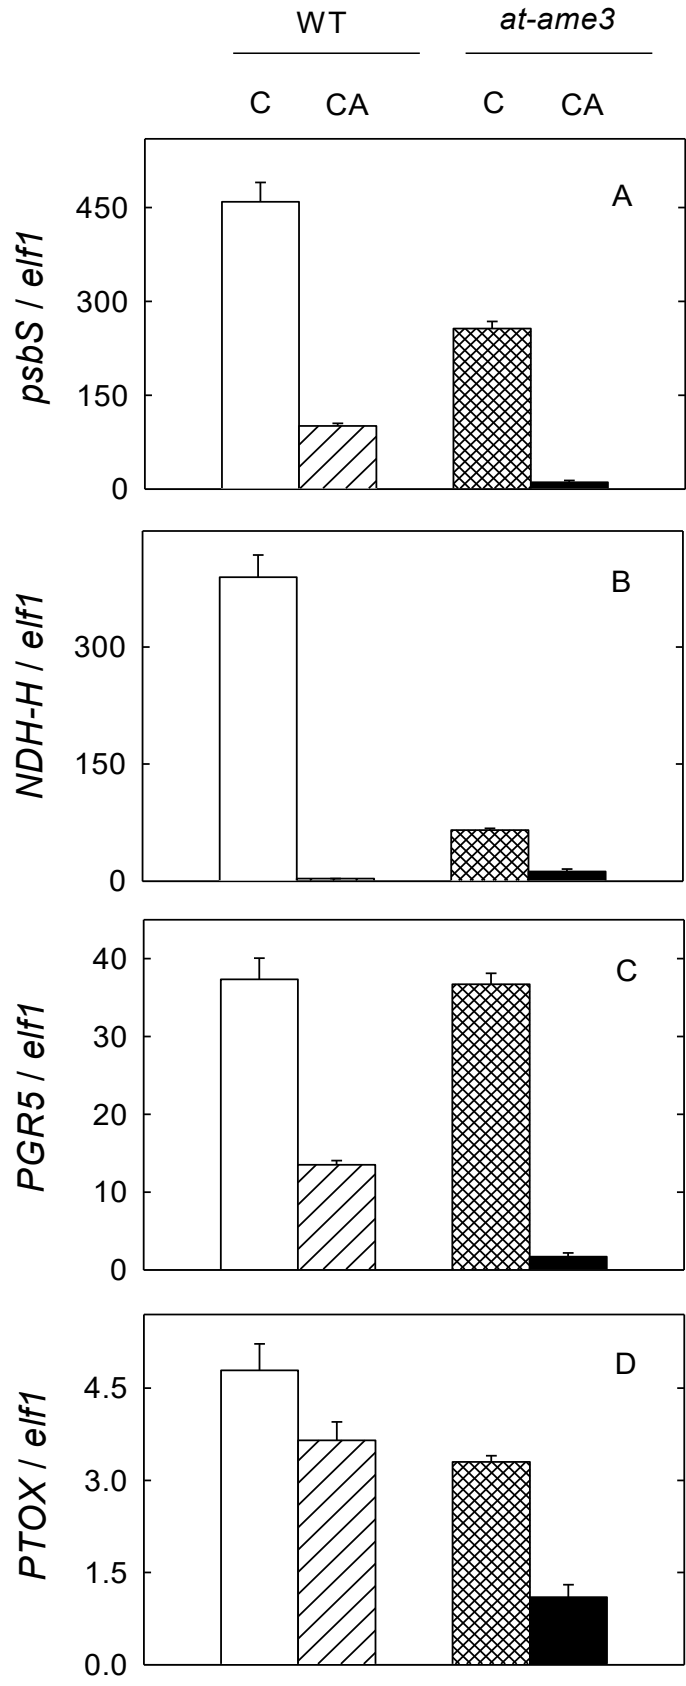 WT at-ame3
C CA C CA
A
psbS / elf1
450
300
150
0
B
NDH-H / elf1
300
150
0
C
PGR5 / elf1
40
30
20
10
0
D
PTOX / elf1
4.5
3.0
1.5
0.0